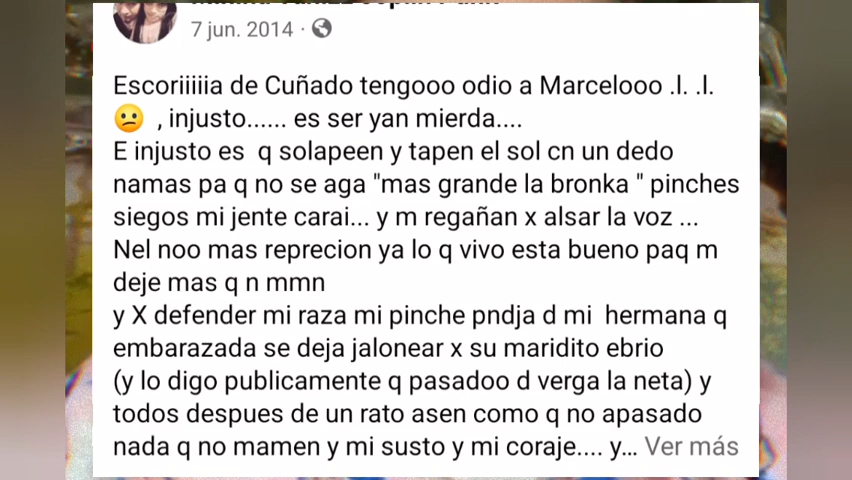 7 jun. 2014 ·
Escoriiiiia de Cuñado tengooo odio a Marcelooo .l. .l.
😕 , injusto...... es ser yan mierda....
E injusto es q solapeen y tapen el sol cn un dedo
namas pa q no se aga "mas grande la bronka " pinches
siegos mi jente carai... y m regañan x alsar la voz ...
Nel noo mas reprecion ya lo q vivo esta bueno paq m
deje mas q n mmn
y X defender mi raza mi pinche pndja d mi hermana q
embarazada se deja jalonear x su maridito ebrio
(y lo digo publicamente q pasadoo d verga la neta) y
todos despues de un rato asen como q no apasado
nada q no mamen y mi susto y mi coraje.... y... Ver más